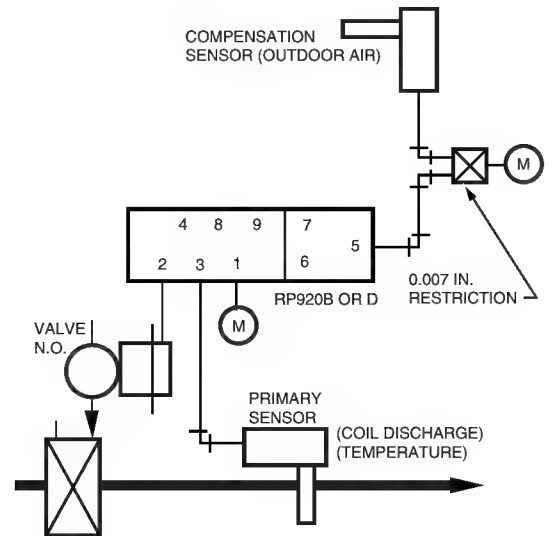 COMPENSATION
SENSOR (OUTDOOR AIR)
M
4 8 9 7
5
2 3 1 6
RP920B OR D
0.007 IN.
RESTRICTION
M
VALVE
N.O.
PRIMARY
SENSOR
(COIL DISCHARGE)
(TEMPERATURE)